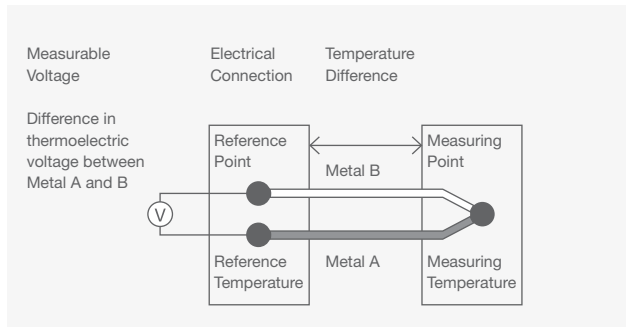 Measurable
Voltage
Electrical
Connection
Temperature
Difference
Difference in
thermoelectric
voltage between
Metal A and B
Reference
Point
Measuring
Point
Metal B
V
Reference
Temperature
Metal A
Measuring
Temperature